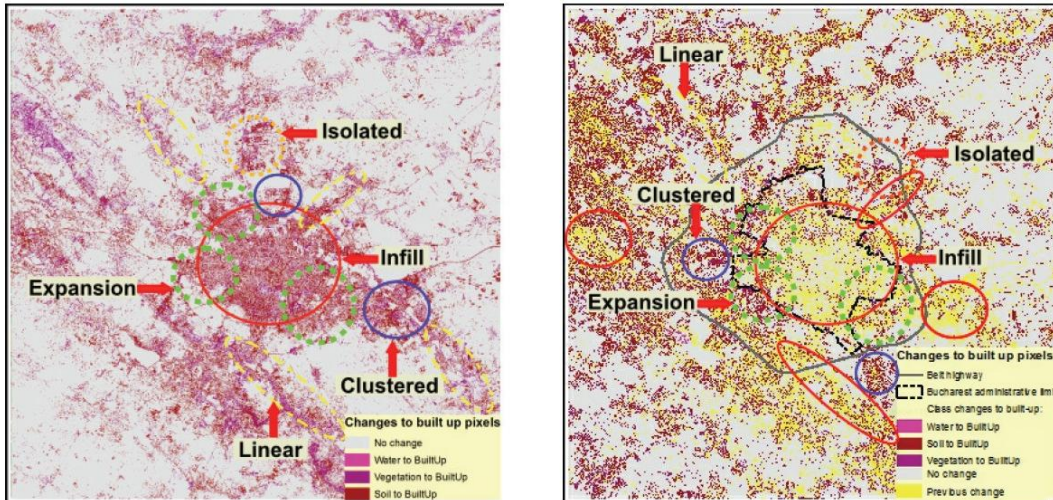 Isolated
Infill
Expansion
Clustered
Linear
Changes to built up pixels
No change
Water to BuiltUp
Vegetation to BuiltUp
Soil to BuiltUp
Linear
Isolated
Clustered
Infill
Expansion
Changes to built up pixels
Belt highway
Bucharest administrative lim
Class changes to built-up:
Water to BuiltUp
Soil to BuiltUp
Vegetation to BuiltUp
No change
Previous change